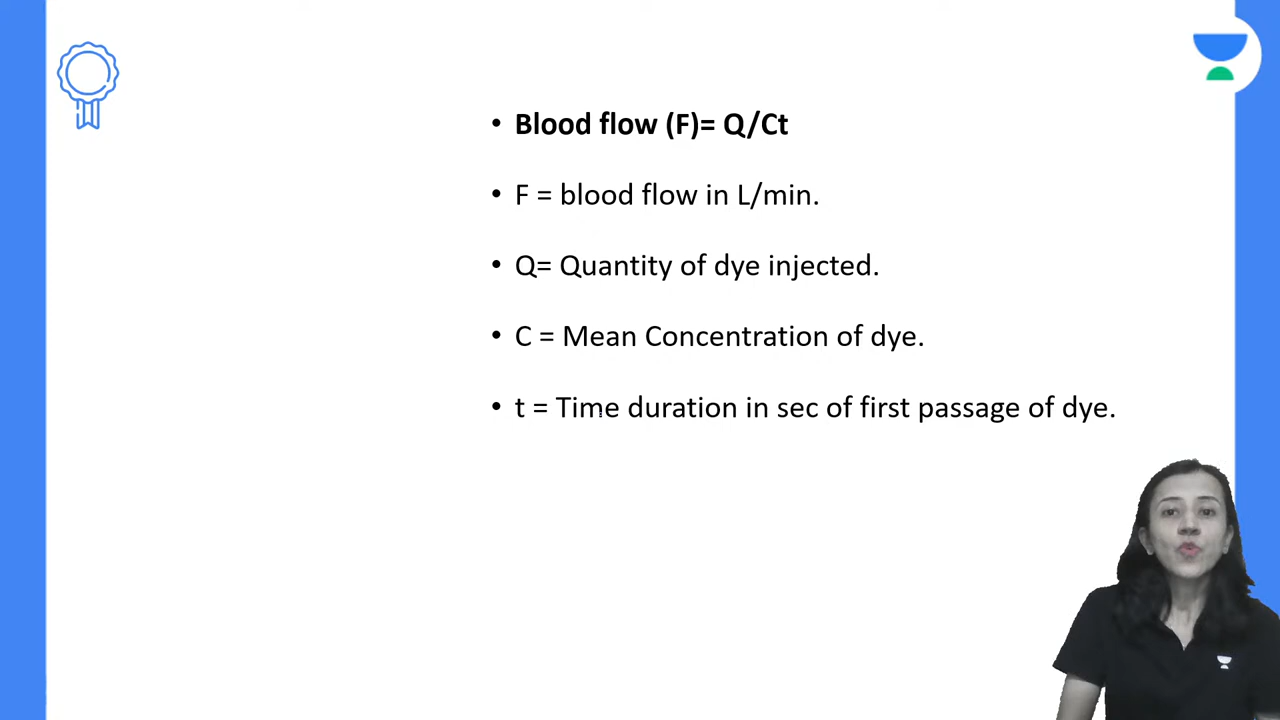 • Blood flow (F)= Q/Ct
• F = blood flow in L/min.
• Q= Quantity of dye injected.
• C = Mean Concentration of dye.
• t = Time duration in sec of first passage of dye.